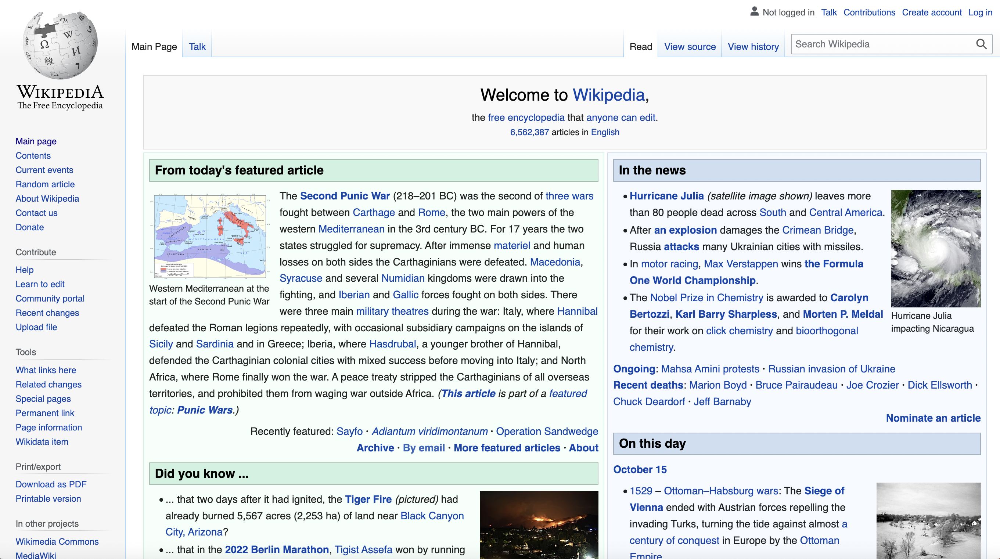 Not logged in Talk Contributions Create account Log in
Main Page Talk
Read View source View history Search Wikipedia
WIKIPEDIA
The Free Encyclopedia
Main page
Contents
Current events
Random article
About Wikipedia
Contact us
Donate
Contribute
Help
Learn to edit
Community portal
Recent changes
Upload file
Tools
What links here
Related changes
Special pages
Permanent link
Page information
Wikidata item
Print/export
Download as PDF
Printable version
In other projects
Wikimedia Commons
MediaWiki
Welcome to Wikipedia,
the free encyclopedia that anyone can edit.
6,562,387 articles in English
From today's featured article
The Second Punic War (218–201 BC) was the second of three wars
fought between Carthage and Rome, the two main powers of the
western Mediterranean in the 3rd century BC. For 17 years the two
states struggled for supremacy. After immense materiel and human
losses on both sides the Carthaginians were defeated. Macedonia,
Syracuse and several Numidian kingdoms were drawn into the
fighting, and Iberian and Gallic forces fought on both sides. There
were three main military theatres during the war: Italy, where Hannibal
defeated the Roman legions repeatedly, with occasional subsidiary campaigns on the islands of
Sicily and Sardinia and in Greece; Iberia, where Hasdrubal, a younger brother of Hannibal,
defended the Carthaginian colonial cities with mixed success before moving into Italy; and North
Africa, where Rome finally won the war. A peace treaty stripped the Carthaginians of all overseas
territories, and prohibited them from waging war outside Africa. (This article is part of a featured
topic: Punic Wars.)
MEDITERRANEAN
SEA
NUMIDIA
MAURETANIA
Western Mediterranean at the
start of the Second Punic War
Recently featured: Sayfo · Adiantum viridimontanum · Operation Sandwedge
Archive · By email · More featured articles · About
Did you know ...
• ... that two days after it had ignited, the Tiger Fire (pictured) had
already burned 5,567 acres (2,253 ha) of land near Black Canyon
City, Arizona?
• ... that in the 2022 Berlin Marathon, Tigist Assefa won by running
In the news
• Hurricane Julia (satellite image shown) leaves more
than 80 people dead across South and Central America.
• After an explosion damages the Crimean Bridge,
Russia attacks many Ukrainian cities with missiles.
• In motor racing, Max Verstappen wins the Formula
One World Championship.
• The Nobel Prize in Chemistry is awarded to Carolyn
Bertozzi, Karl Barry Sharpless, and Morten P. Meldal
for their work on click chemistry and bioorthogonal
chemistry.
Hurricane Julia
impacting Nicaragua
Ongoing: Mahsa Amini protests · Russian invasion of Ukraine
Recent deaths: Marion Boyd · Bruce Pairaudeau · Joe Crozier · Dick Ellsworth ·
Chuck Deardorf · Jeff Barnaby
Nominate an article
On this day
October 15
• 1529 – Ottoman–Habsburg wars: The Siege of
Vienna ended with Austrian forces repelling the
invading Turks, turning the tide against almost a
century of conquest in Europe by the Ottoman
Empire